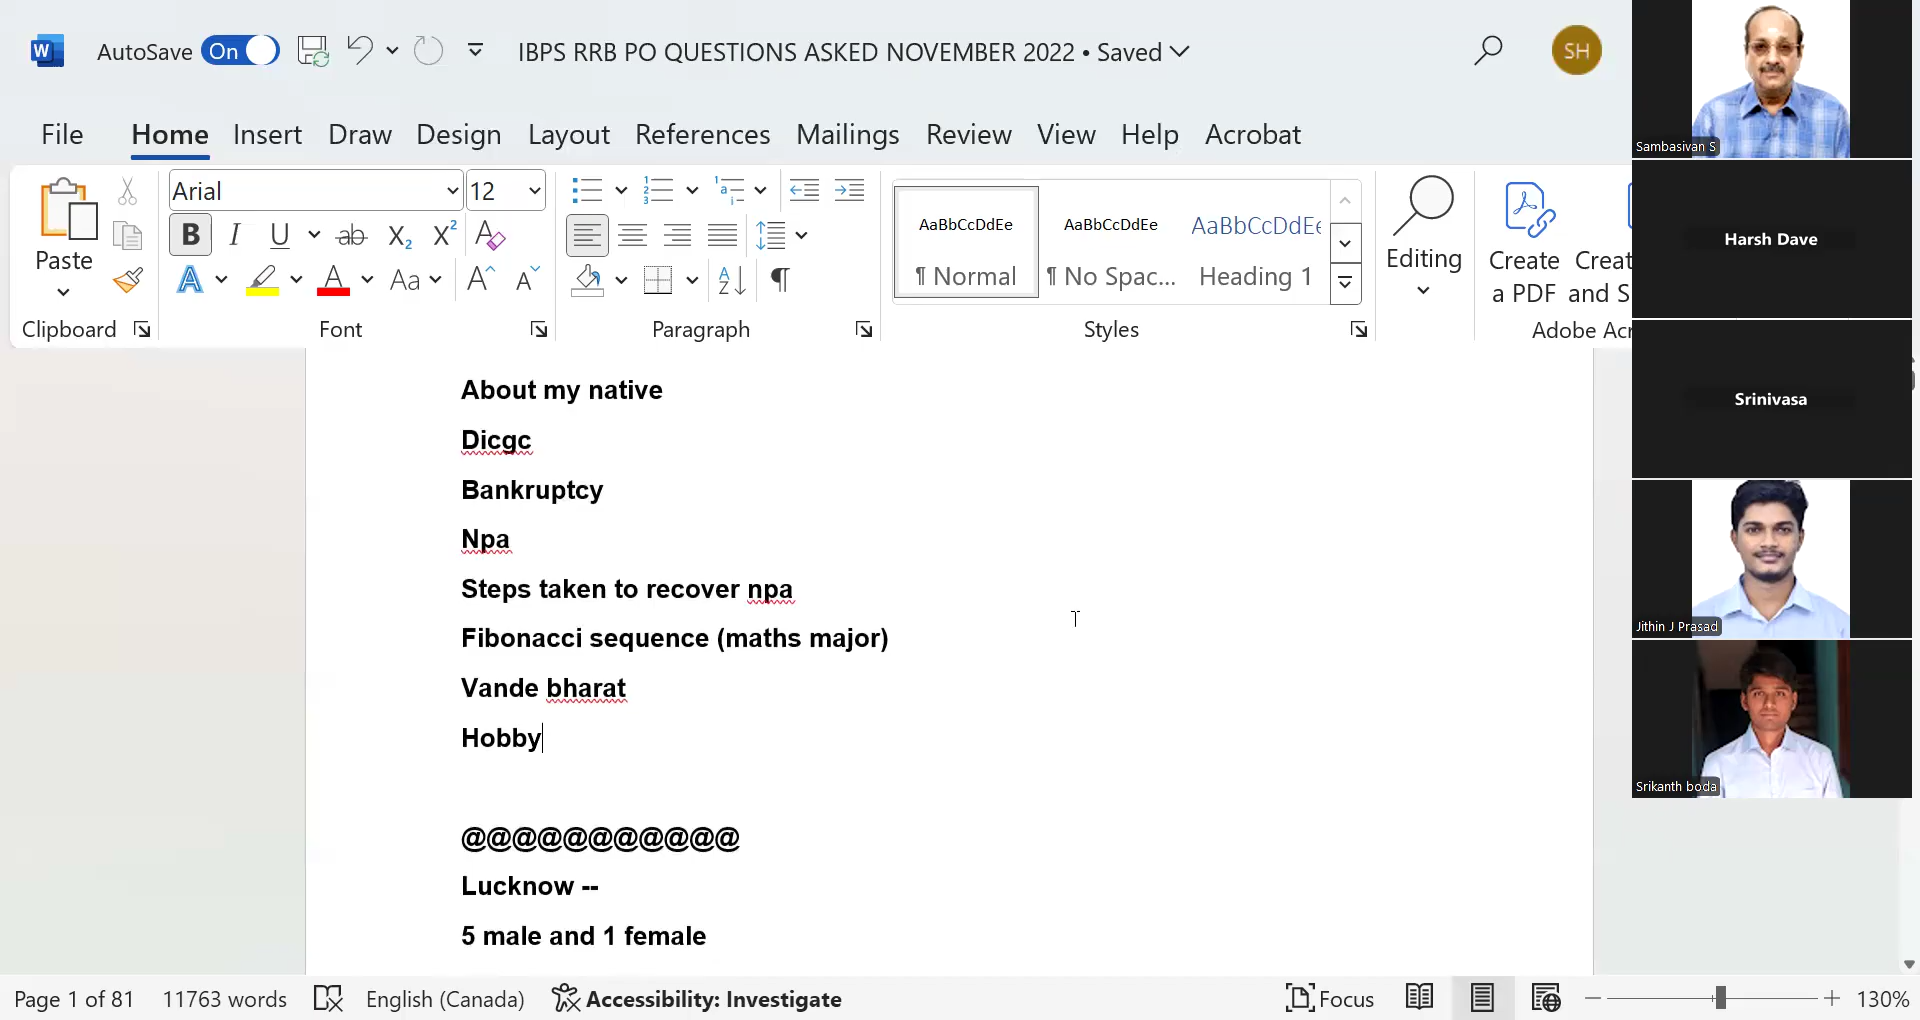 W AutoSave On IBPS RRB PO QUESTIONS ASKED NOVEMBER 2022 • Saved SH
File Home Insert Draw Design Layout References Mailings Review View Help Acrobat
Paste
Clipboard
Arial 12
B I U ab X₂ X² A
A A Aa A A
Font
Paragraph
AaBbCcDdEe AaBbCcDdEe AaBbCcDdEe
¶ Normal ¶ No Spac... Heading 1
Styles
Editing
Create Creat
a PDF and S
Adobe Acr
About my native
Dicgc
Bankruptcy
Npa
Steps taken to recover npa
Fibonacci sequence (maths major)
Vande bharat
Hobby
@@@@@@@@@@@
Lucknow --
5 male and 1 female
Sambasivan S
Harsh Dave
Srinivasa
Jithin J Prasad
Srikanth boda
Page 1 of 81 11763 words English (Canada) Accessibility: Investigate Focus 130%